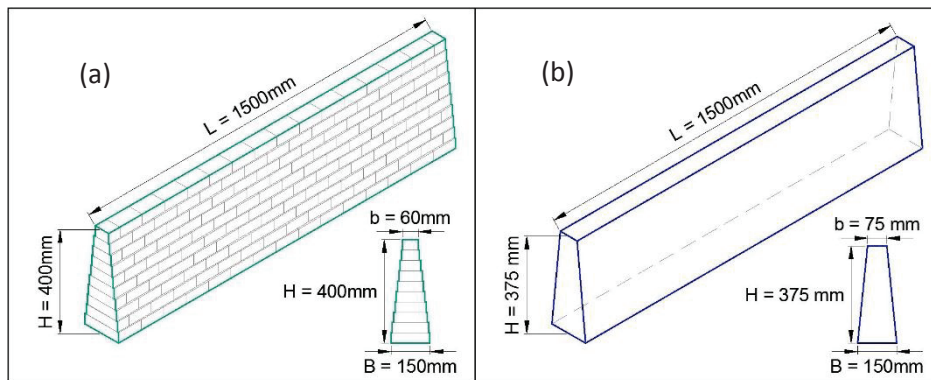 (a)
L = 1500mm
b = 60mm
H = 400mm
H = 400mm
B = 150mm
(b)
L = 1500mm
b = 75 mm
H = 375 mm
H = 375 mm
B = 150mm